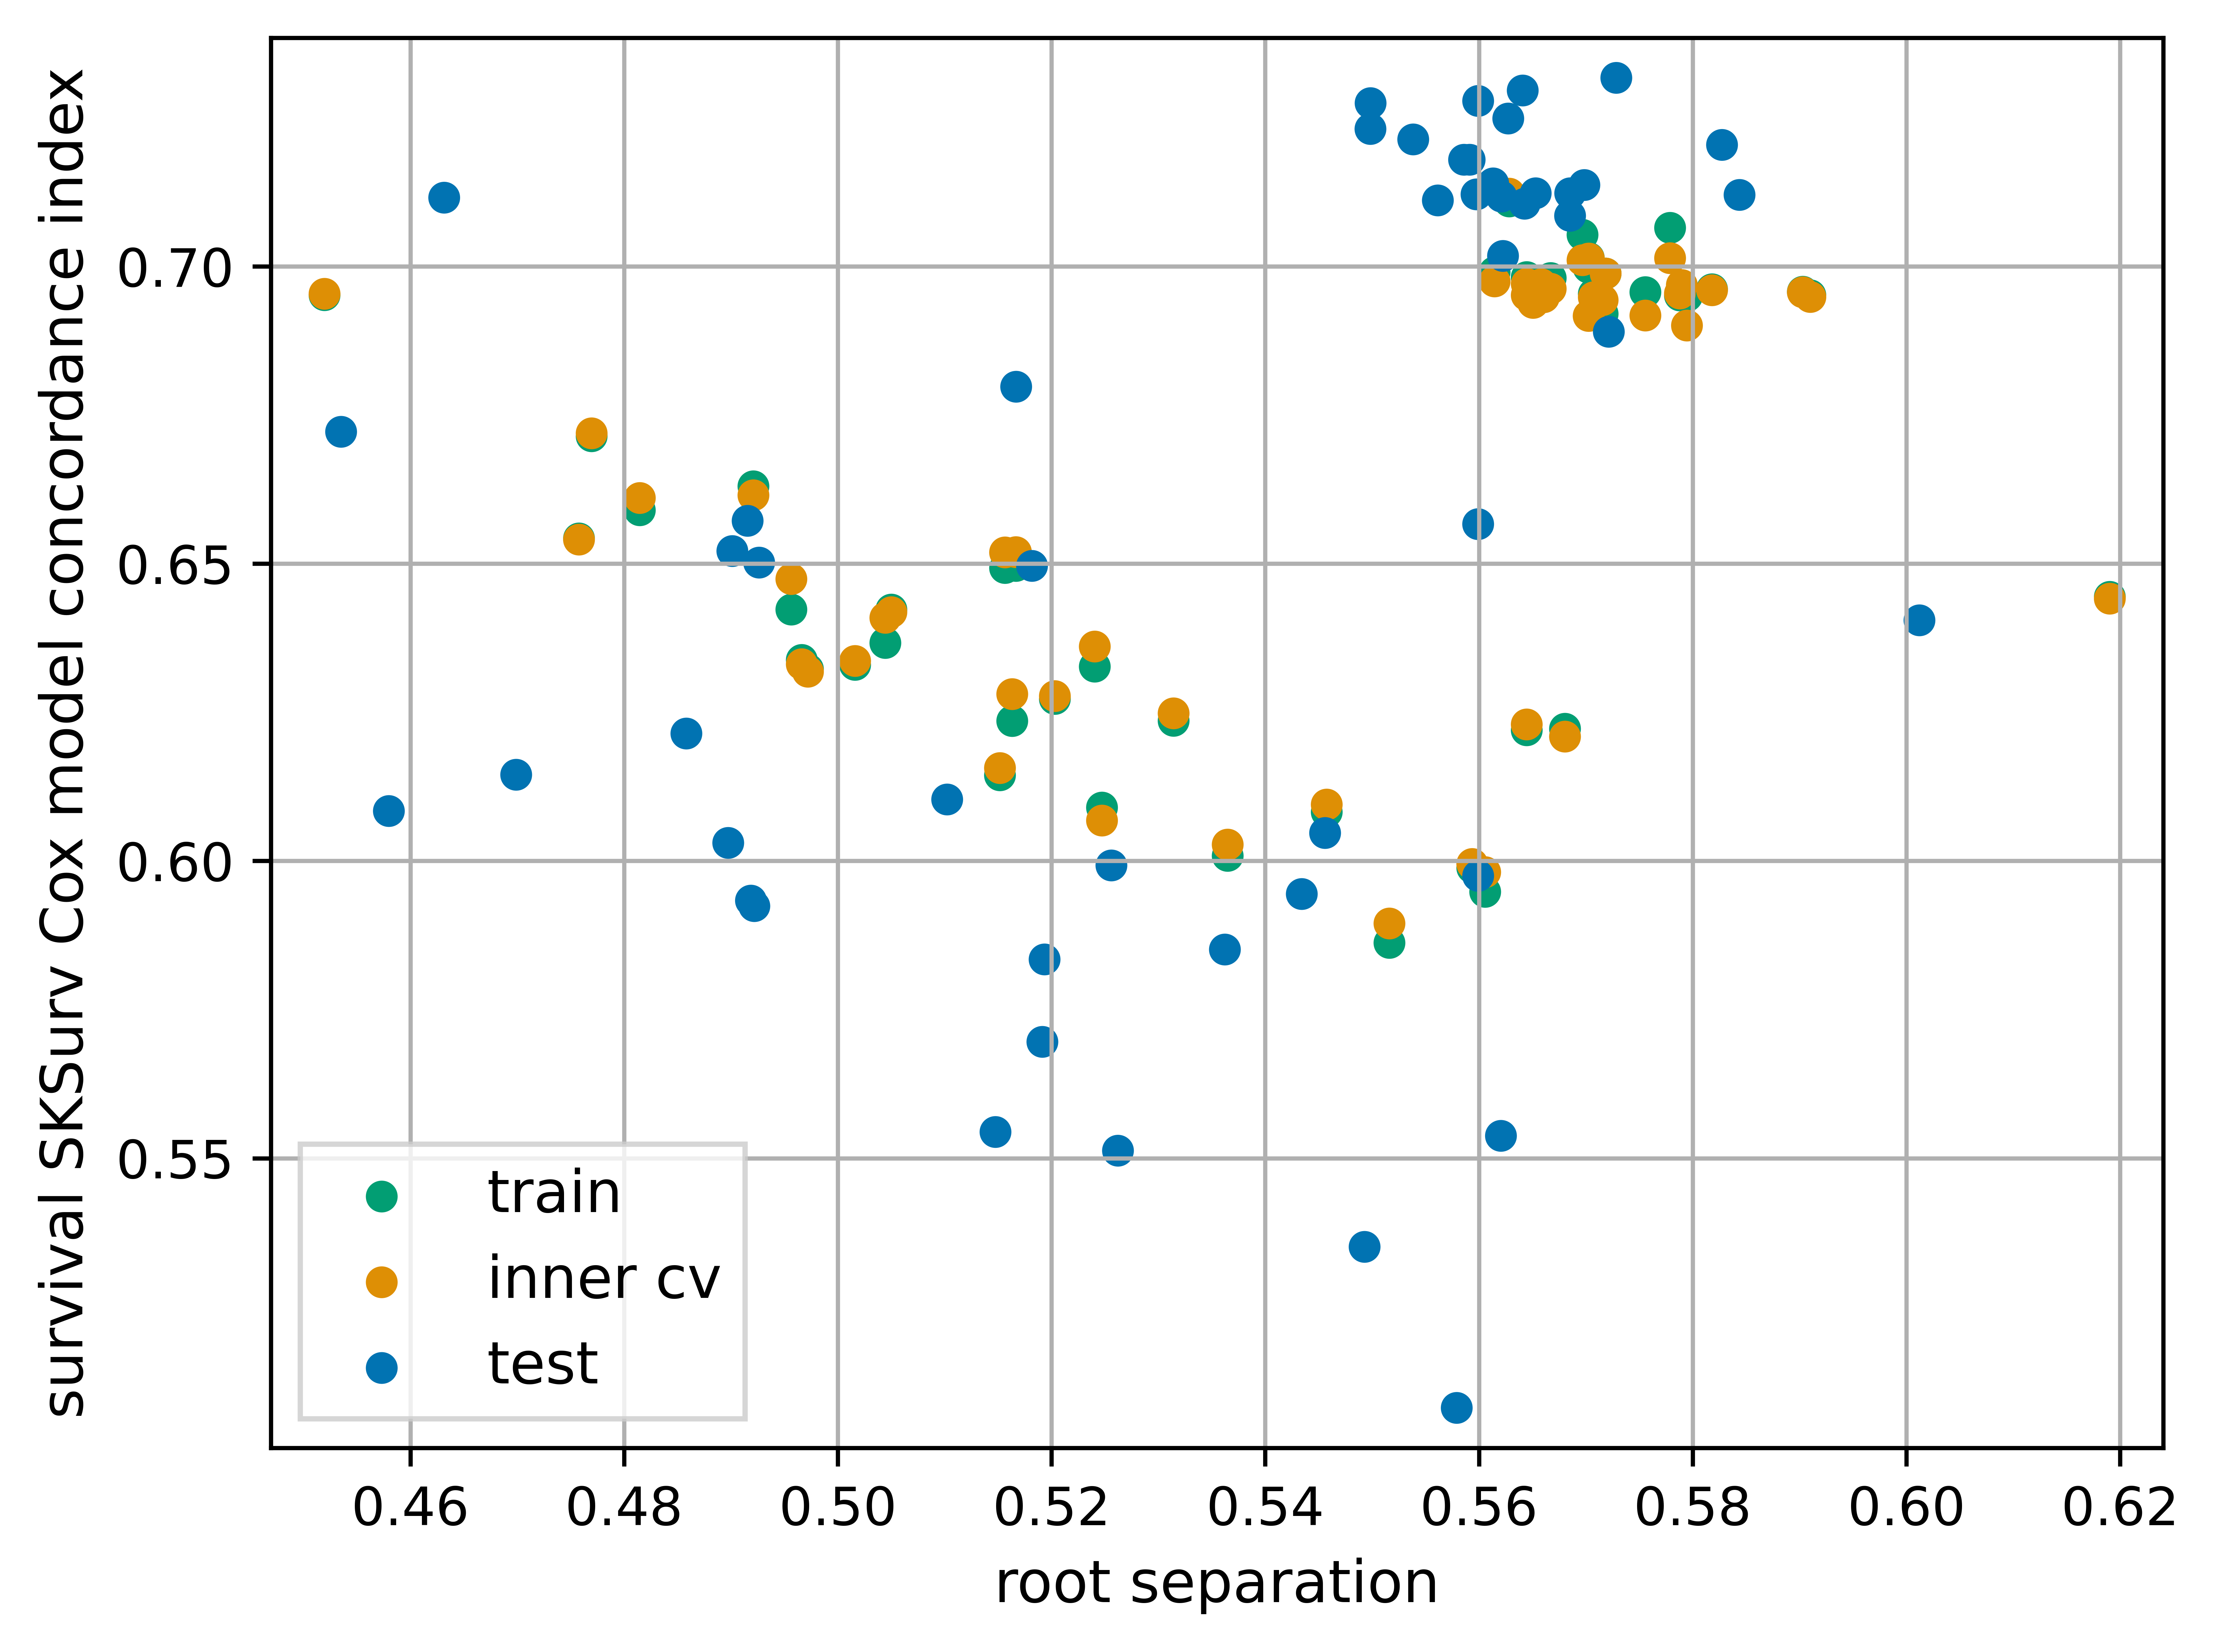 survival SKSurv Cox model concordance index
0.70
0.65
0.60
0.55
train
inner cv
test
0.46 0.48 0.50 0.52 0.54 0.56 0.58 0.60 0.62
root separation